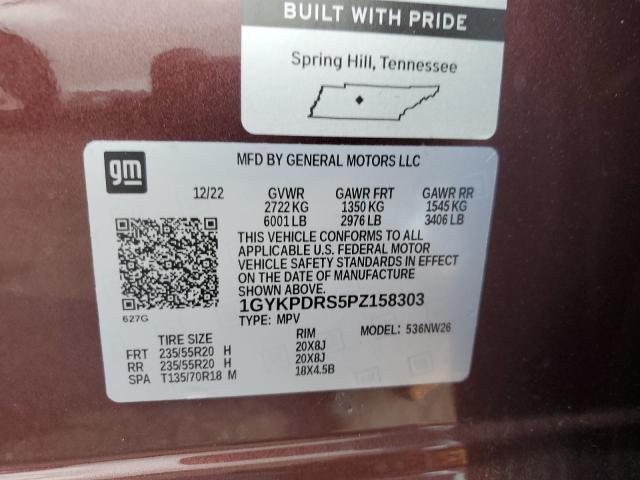 BUILT WITH PRIDE
Spring Hill, Tennessee
gm
MFD BY GENERAL MOTORS LLC
12/22 GVWR GAWR FRT GAWR RR
2722 KG 1350 KG 1545 KG
6001 LB 2976 LB 3406 LB
THIS VEHICLE CONFORMS TO ALL
APPLICABLE U.S. FEDERAL MOTOR
VEHICLE SAFETY STANDARDS IN EFFECT
ON THE DATE OF MANUFACTURE
SHOWN ABOVE.
1GYKPDRS5PZ158303
627G
TYPE: MPV MODEL: 536NW26
TIRE SIZE RIM
FRT 235/55R20 H 20X8J
RR 235/55R20 H 20X8J
SPA T135/70R18 M 18X4.5B